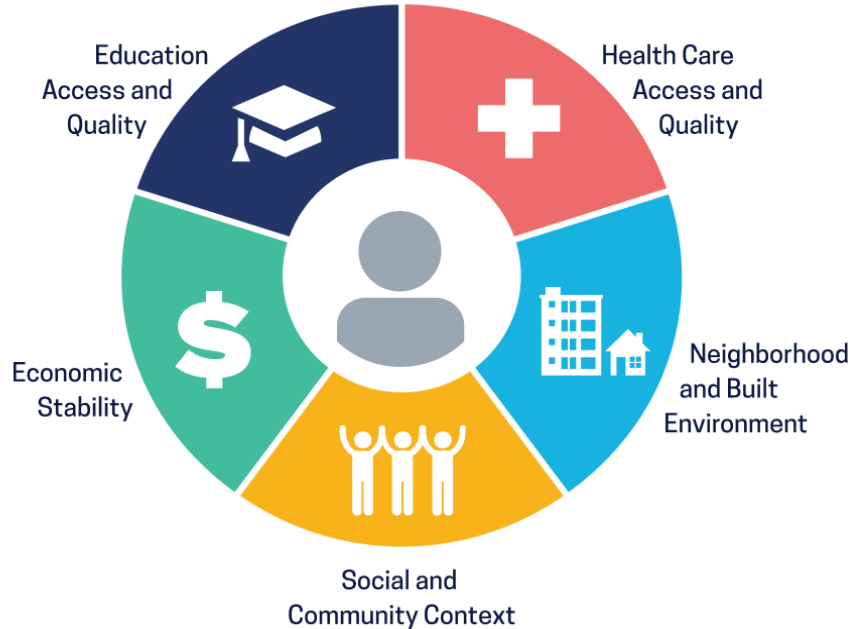 Education
Access and
Quality
Health Care
Access and
Quality
Economic
Stability
Neighborhood
and Built
Environment
Social and
Community Context